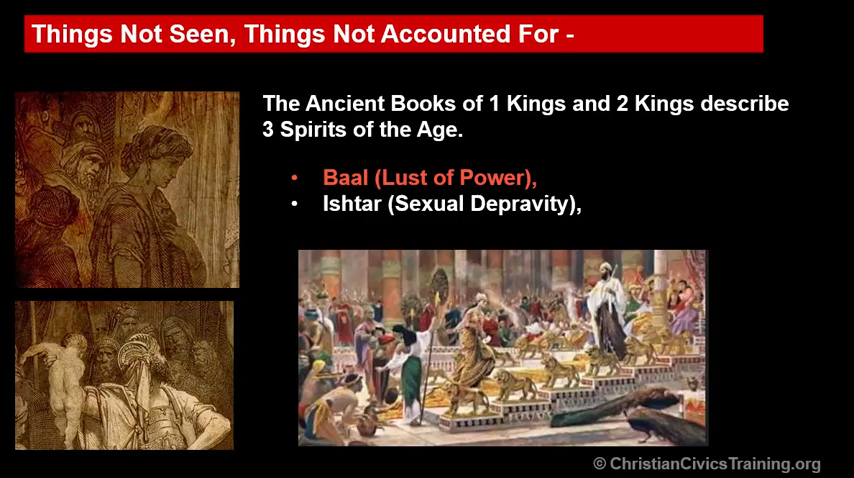 Things Not Seen, Things Not Accounted For -
The Ancient Books of 1 Kings and 2 Kings describe
3 Spirits of the Age.
• Baal (Lust of Power),
• Ishtar (Sexual Depravity),
© ChristianCivicsTraining.org